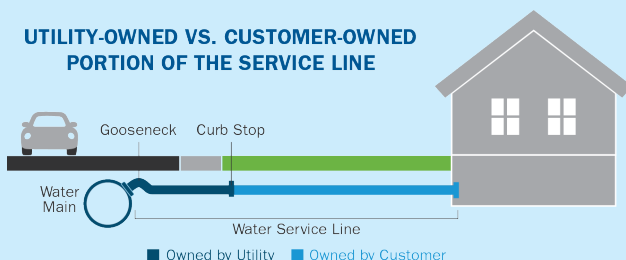 UTILITY-OWNED VS. CUSTOMER-OWNED
PORTION OF THE SERVICE LINE
Gooseneck
Curb Stop
Water
Main
Water Service Line
Owned by Utility
Owned by Customer